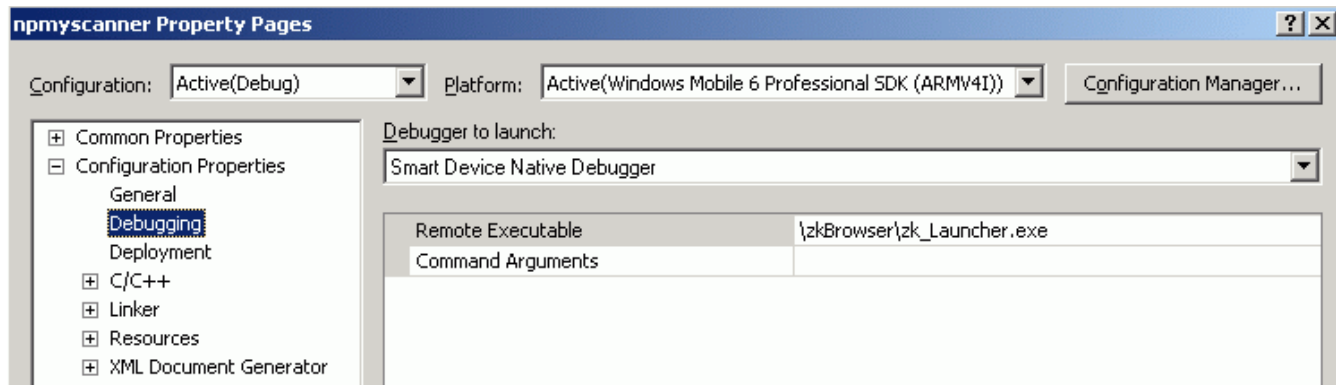 npmyscanner Property Pages
Configuration: Active(Debug) Platform: Active(Windows Mobile 6 Professional SDK (ARMV4I)) Configuration Manager...
Common Properties
Configuration Properties
General
Debugging
Deployment
C/C++
Linker
Resources
XML Document Generator
Debugger to launch:
Smart Device Native Debugger
Remote Executable \zkBrowser\zk_Launcher.exe
Command Arguments